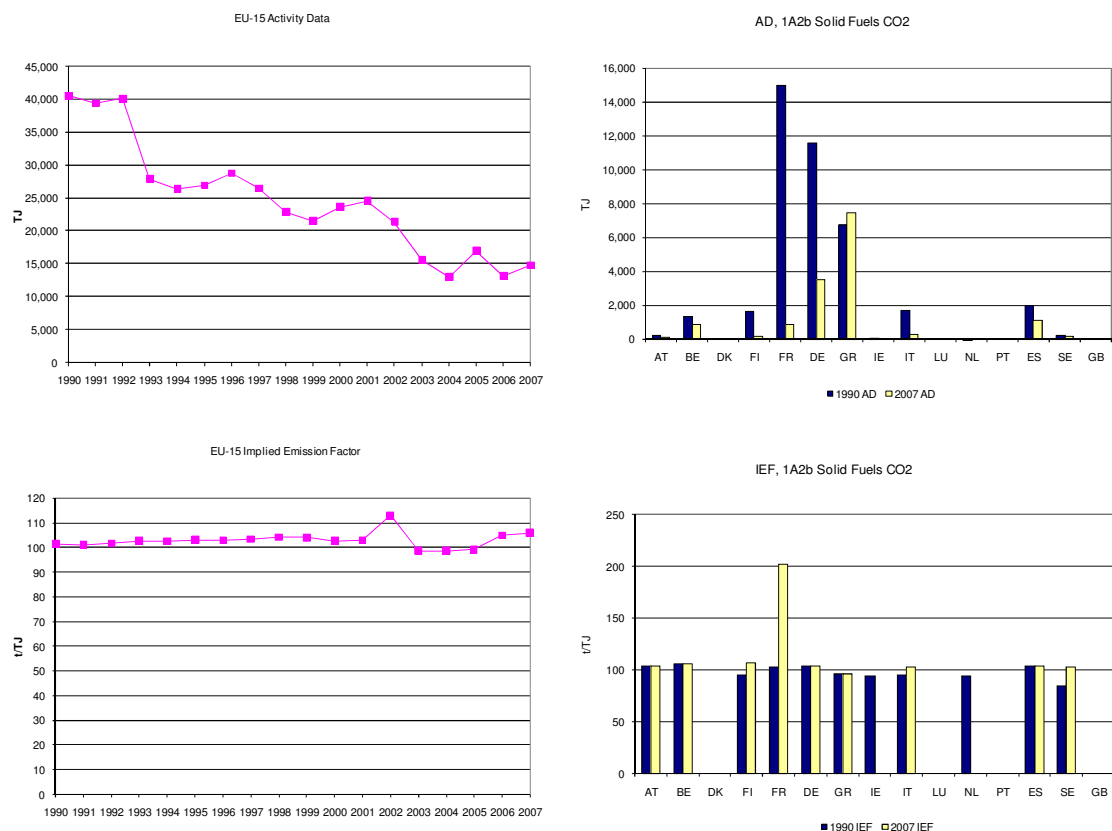 EU-15 Activity Data
45,000
40,000
35,000
30,000
25,000
20,000
15,000
10,000
5,000
0
TJ
1990 1991 1992 1993 1994 1995 1996 1997 1998 1999 2000 2001 2002 2003 2004 2005 2006 2007
AD, 1A2b Solid Fuels CO2
16,000
14,000
12,000
10,000
8,000
6,000
4,000
2,000
0
TJ
AT BE DK FI FR DE GR IE IT LU NL PT ES SE GB
1990 AD 2007 AD
EU-15 Implied Emission Factor
120
110
100
90
80
70
60
50
40
30
20
10
0
t/TJ
1990 1991 1992 1993 1994 1995 1996 1997 1998 1999 2000 2001 2002 2003 2004 2005 2006 2007
IEF, 1A2b Solid Fuels CO2
250
200
150
100
50
0
t/TJ
AT BE DK FI FR DE GR IE IT LU NL PT ES SE GB
1990 IEF 2007 IEF